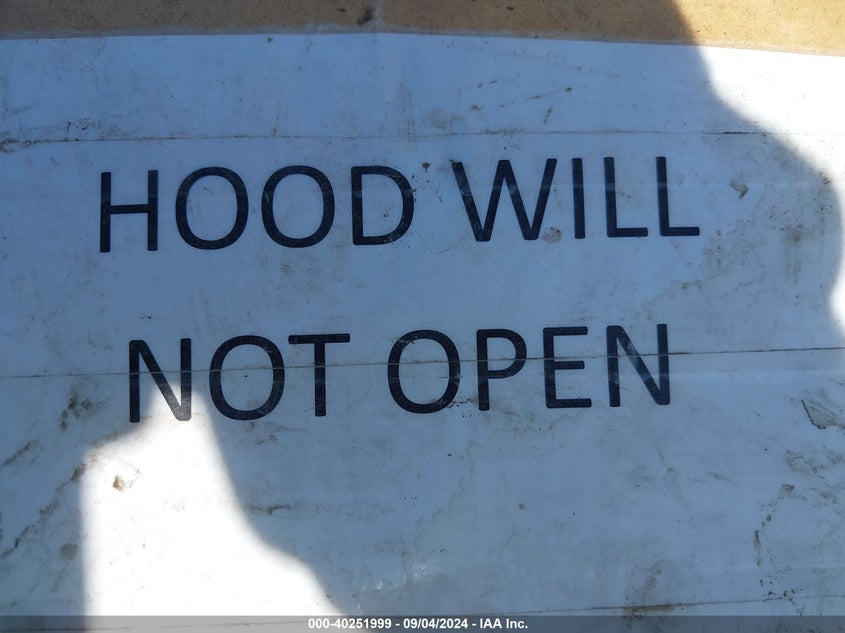 HOOD WILL
NOT OPEN
000-40251999 - 09/04/2024 - IAA Inc.